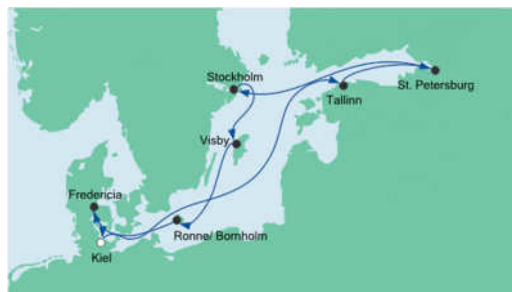 Stockholm
St. Petersburg
Tallinn
Visby
Fredericia
Ronne/ Bornholm
Kiel